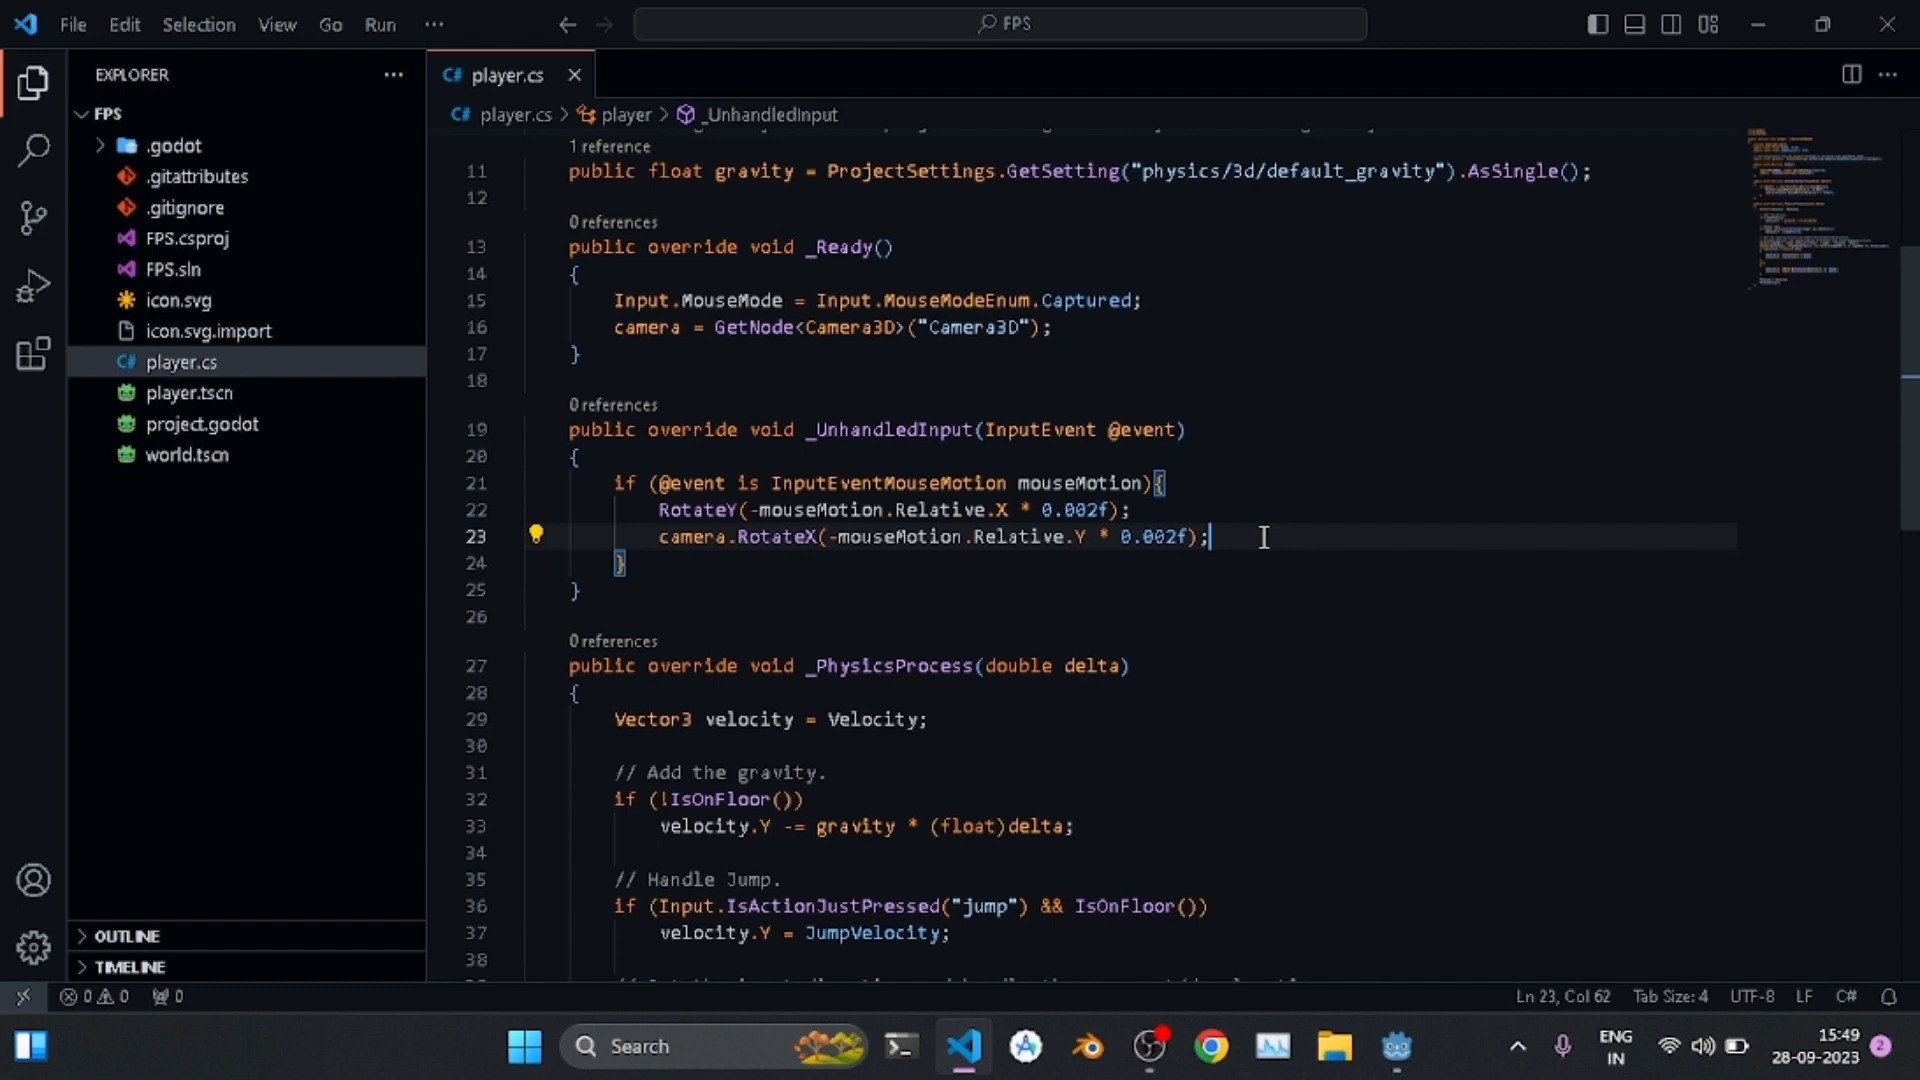 File Edit Selection View Go Run ···
FPS
EXPLORER
FPS
.godot
.gitattributes
.gitignore
FPS.csproj
FPS.sln
icon.svg
icon.svg.import
player.cs
player.tscn
project.godot
world.tscn
OUTLINE
TIMELINE
C# player.cs
C# player.cs > player > _UnhandledInput
1 reference
11 public float gravity = ProjectSettings.GetSetting("physics/3d/default_gravity").AsSingle();
12
0 references
13 public override void _Ready()
14 {
15 Input.MouseMode = Input.MouseModeEnum.Captured;
16 camera = GetNode<Camera3D>("Camera3D");
17 }
18
0 references
19 public override void _UnhandledInput(InputEvent @event)
20 {
21 if (@event is InputEventMouseMotion mouseMotion){
22 RotateY(-mouseMotion.Relative.X * 0.002f);
23 camera.RotateX(-mouseMotion.Relative.Y * 0.002f);
24 }
25 }
26
0 references
27 public override void _PhysicsProcess(double delta)
28 {
29 Vector3 velocity = Velocity;
30
31 // Add the gravity.
32 if (!IsOnFloor())
33 velocity.Y -= gravity * (float)delta;
34
35 // Handle Jump.
36 if (Input.IsActionJustPressed("jump") && IsOnFloor())
37 velocity.Y = JumpVelocity;
38
0 0 0
Ln 23, Col 62 Tab Size: 4 UTF-8 LF C#
Search
ENG
IN
15:49
28-09-2023
2